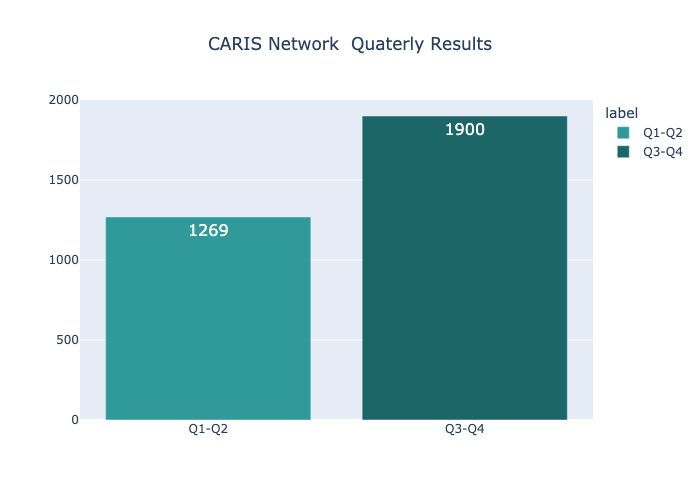 CARIS Network  Quaterly Results
2000
1500
1000
500
0
1269
1900
Q1-Q2
Q3-Q4
label
Q1-Q2
Q3-Q4